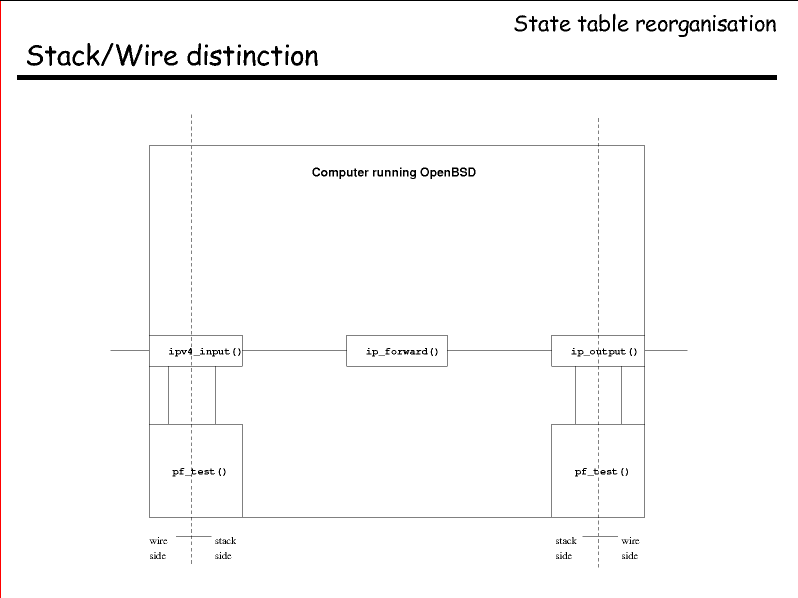 State table reorganisation
Stack/Wire distinction
Computer running OpenBSD
ipv4_input()
ip_forward()
ip_output()
pf_test()
pf_test()
wire side
stack side
stack side
wire side